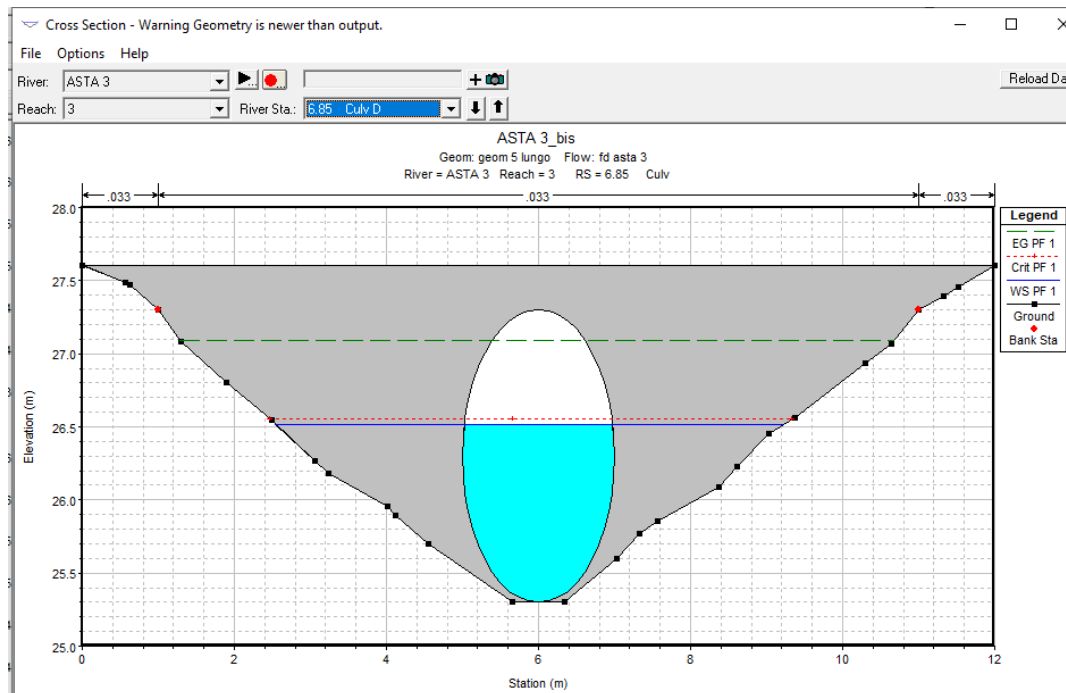 Cross Section - Warning Geometry is newer than output.
File Options Help
River: ASTA 3 Reload Da
Reach: 3 River Sta.: 6.85 Culv D
ASTA 3_bis
Geom: geom 5 lungo Flow: fd asta 3
River = ASTA 3 Reach = 3 RS = 6.85 Culv
.033 .033 .033
28.0
27.5
27.0
26.5
26.0
25.5
25.0
Elevation (m)
0 2 4 6 8 10 12
Station (m)
Legend
EG PF 1
Crit PF 1
WS PF 1
Ground
Bank Sta